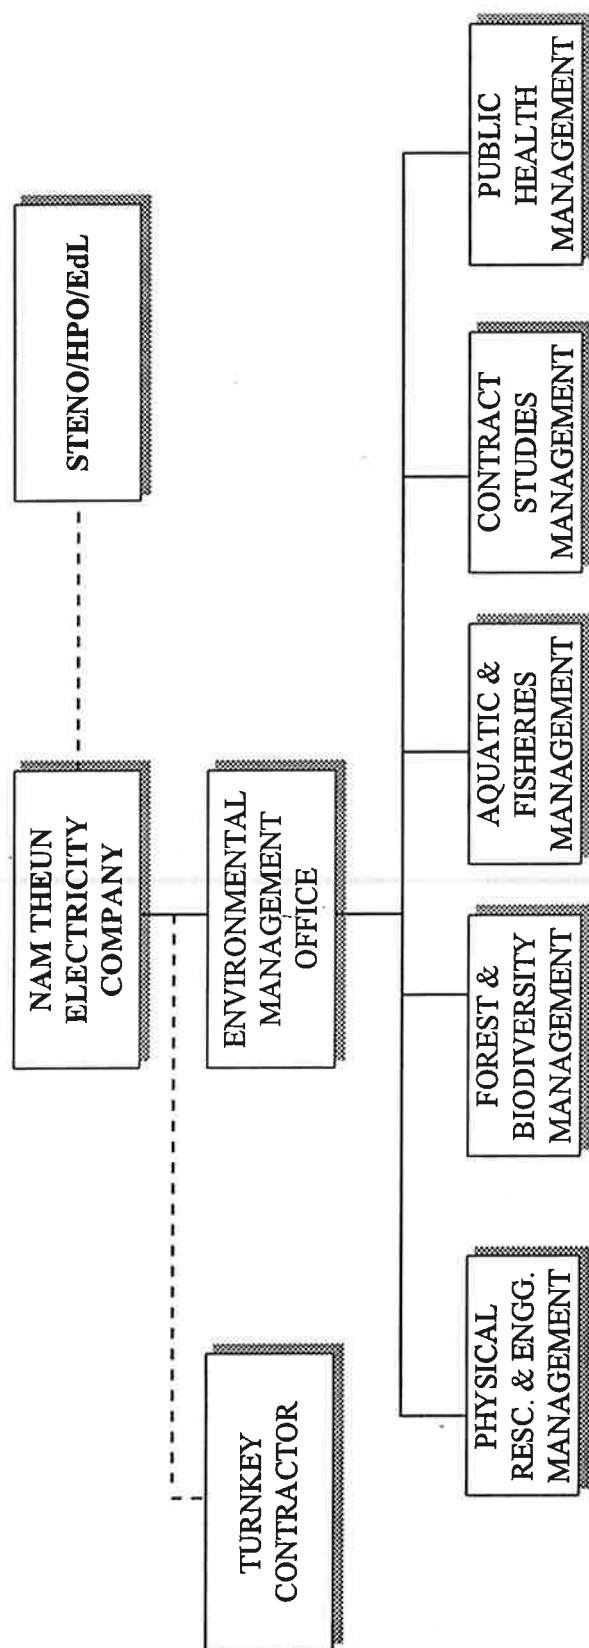 NAM THEUN
ELECTRICITY
COMPANY
STENO/HPO/EdL
TURNKEY
CONTRACTOR
ENVIRONMENTAL
MANAGEMENT
OFFICE
PHYSICAL
RESC. & ENGG.
MANAGEMENT
FOREST &
BIODIVERSITY
MANAGEMENT
AQUATIC &
FISHERIES
MANAGEMENT
CONTRACT
STUDIES
MANAGEMENT
PUBLIC
HEALTH
MANAGEMENT